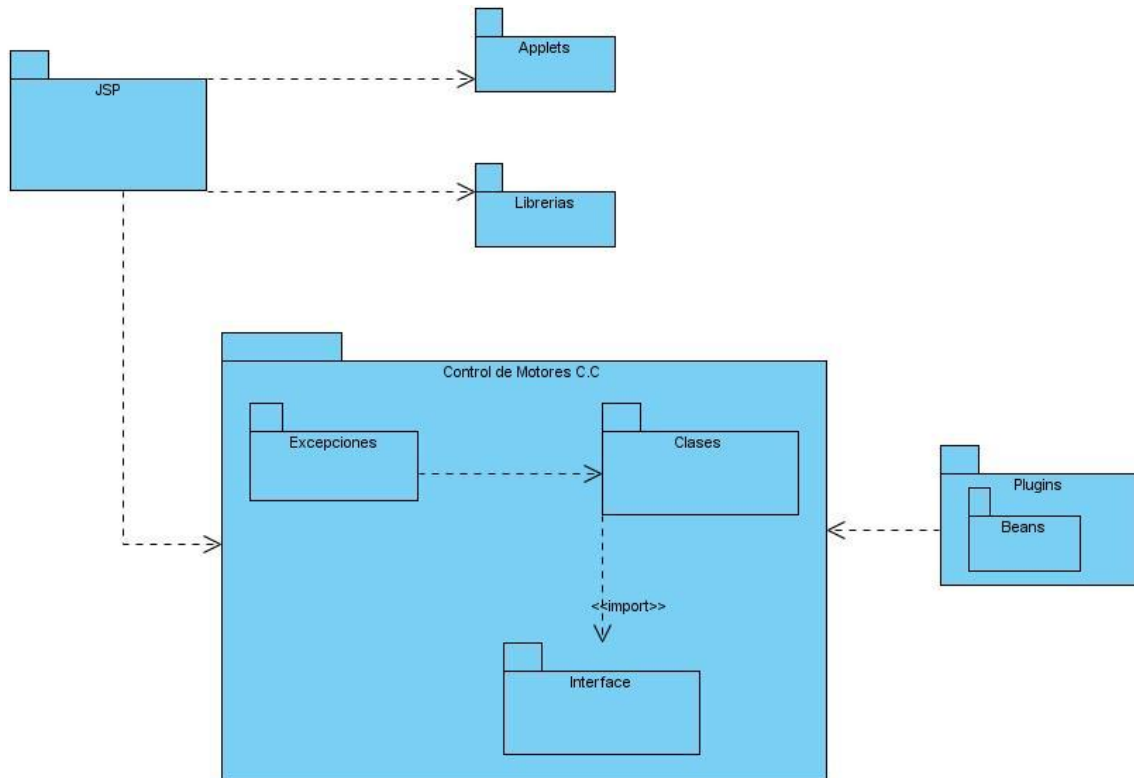 Applets
JSP
Librerias
Control de Motores C.C
Excepciones
Clases
Plugins
Beans
<<import>>
Interface